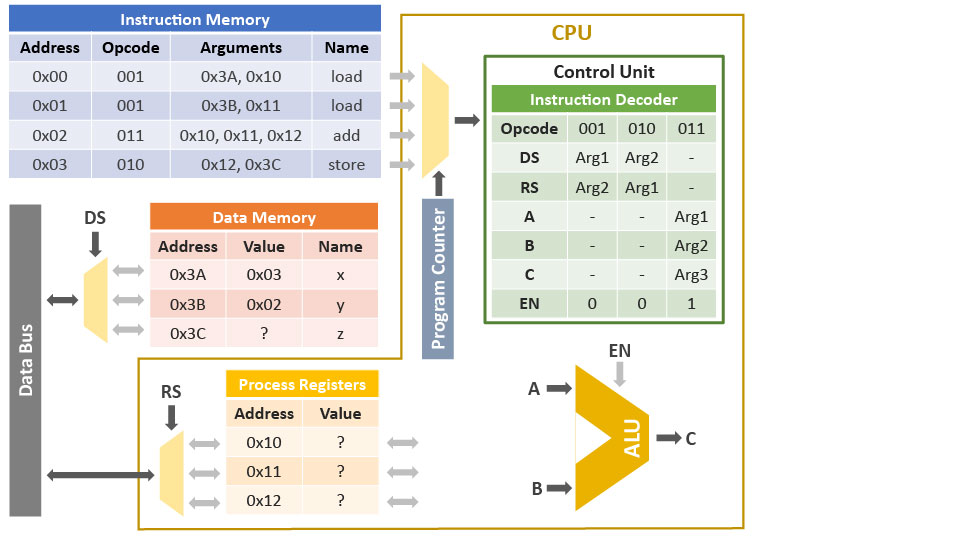 Instruction Memory
Address Opcode Arguments Name
0x00 001 0x3A, 0x10 load
0x01 001 0x3B, 0x11 load
0x02 011 0x10, 0x11, 0x12 add
0x03 010 0x12, 0x3C store
CPU
Control Unit
Instruction Decoder
Opcode 001 010 011
DS Arg1 Arg2 -
RS Arg2 Arg1 -
A - - Arg1
B - - Arg2
C - - Arg3
EN 0 0 1
Program Counter
DS
Data Memory
Address Value Name
0x3A 0x03 x
0x3B 0x02 y
0x3C ? z
Data Bus
RS
Process Registers
Address Value
0x10 ?
0x11 ?
0x12 ?
EN
A
ALU
C
B